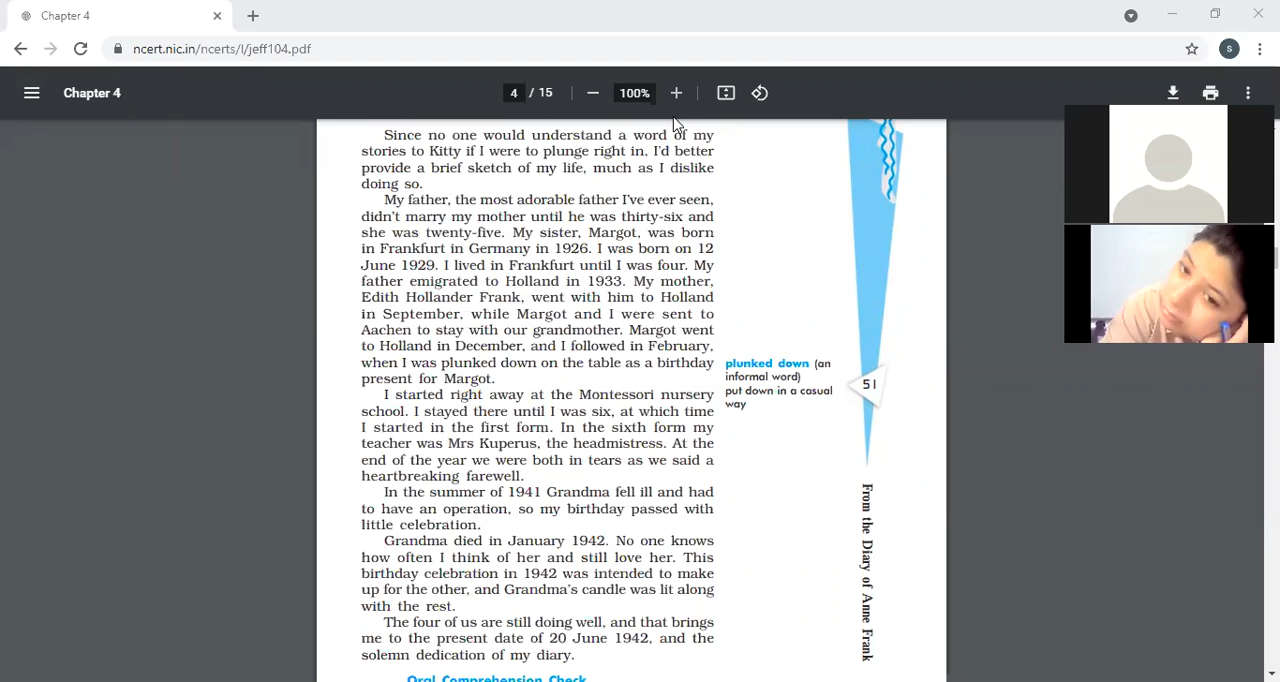 Chapter 4
ncert.nic.in/ncerts/l/jeff104.pdf
S
Chapter 4
4 / 15
100%
Since no one would understand a word of my
stories to Kitty if I were to plunge right in, I'd better
provide a brief sketch of my life, much as I dislike
doing so.
My father, the most adorable father I've ever seen,
didn't marry my mother until he was thirty-six and
she was twenty-five. My sister, Margot, was born
in Frankfurt in Germany in 1926. I was born on 12
June 1929. I lived in Frankfurt until I was four. My
father emigrated to Holland in 1933. My mother,
Edith Hollander Frank, went with him to Holland
in September, while Margot and I were sent to
Aachen to stay with our grandmother. Margot went
to Holland in December, and I followed in February,
when I was plunked down on the table as a birthday
present for Margot.
I started right away at the Montessori nursery
school. I stayed there until I was six, at which time
I started in the first form. In the sixth form my
teacher was Mrs Kuperus, the headmistress. At the
end of the year we were both in tears as we said a
heartbreaking farewell.
In the summer of 1941 Grandma fell ill and had
to have an operation, so my birthday passed with
little celebration.
Grandma died in January 1942. No one knows
how often I think of her and still love her. This
birthday celebration in 1942 was intended to make
up for the other, and Grandma's candle was lit along
with the rest.
The four of us are still doing well, and that brings
me to the present date of 20 June 1942, and the
solemn dedication of my diary.
Oral Comprehension Check
plunked down (an
informal word)
put down in a casual
way
51
From the Diary of Anne Frank